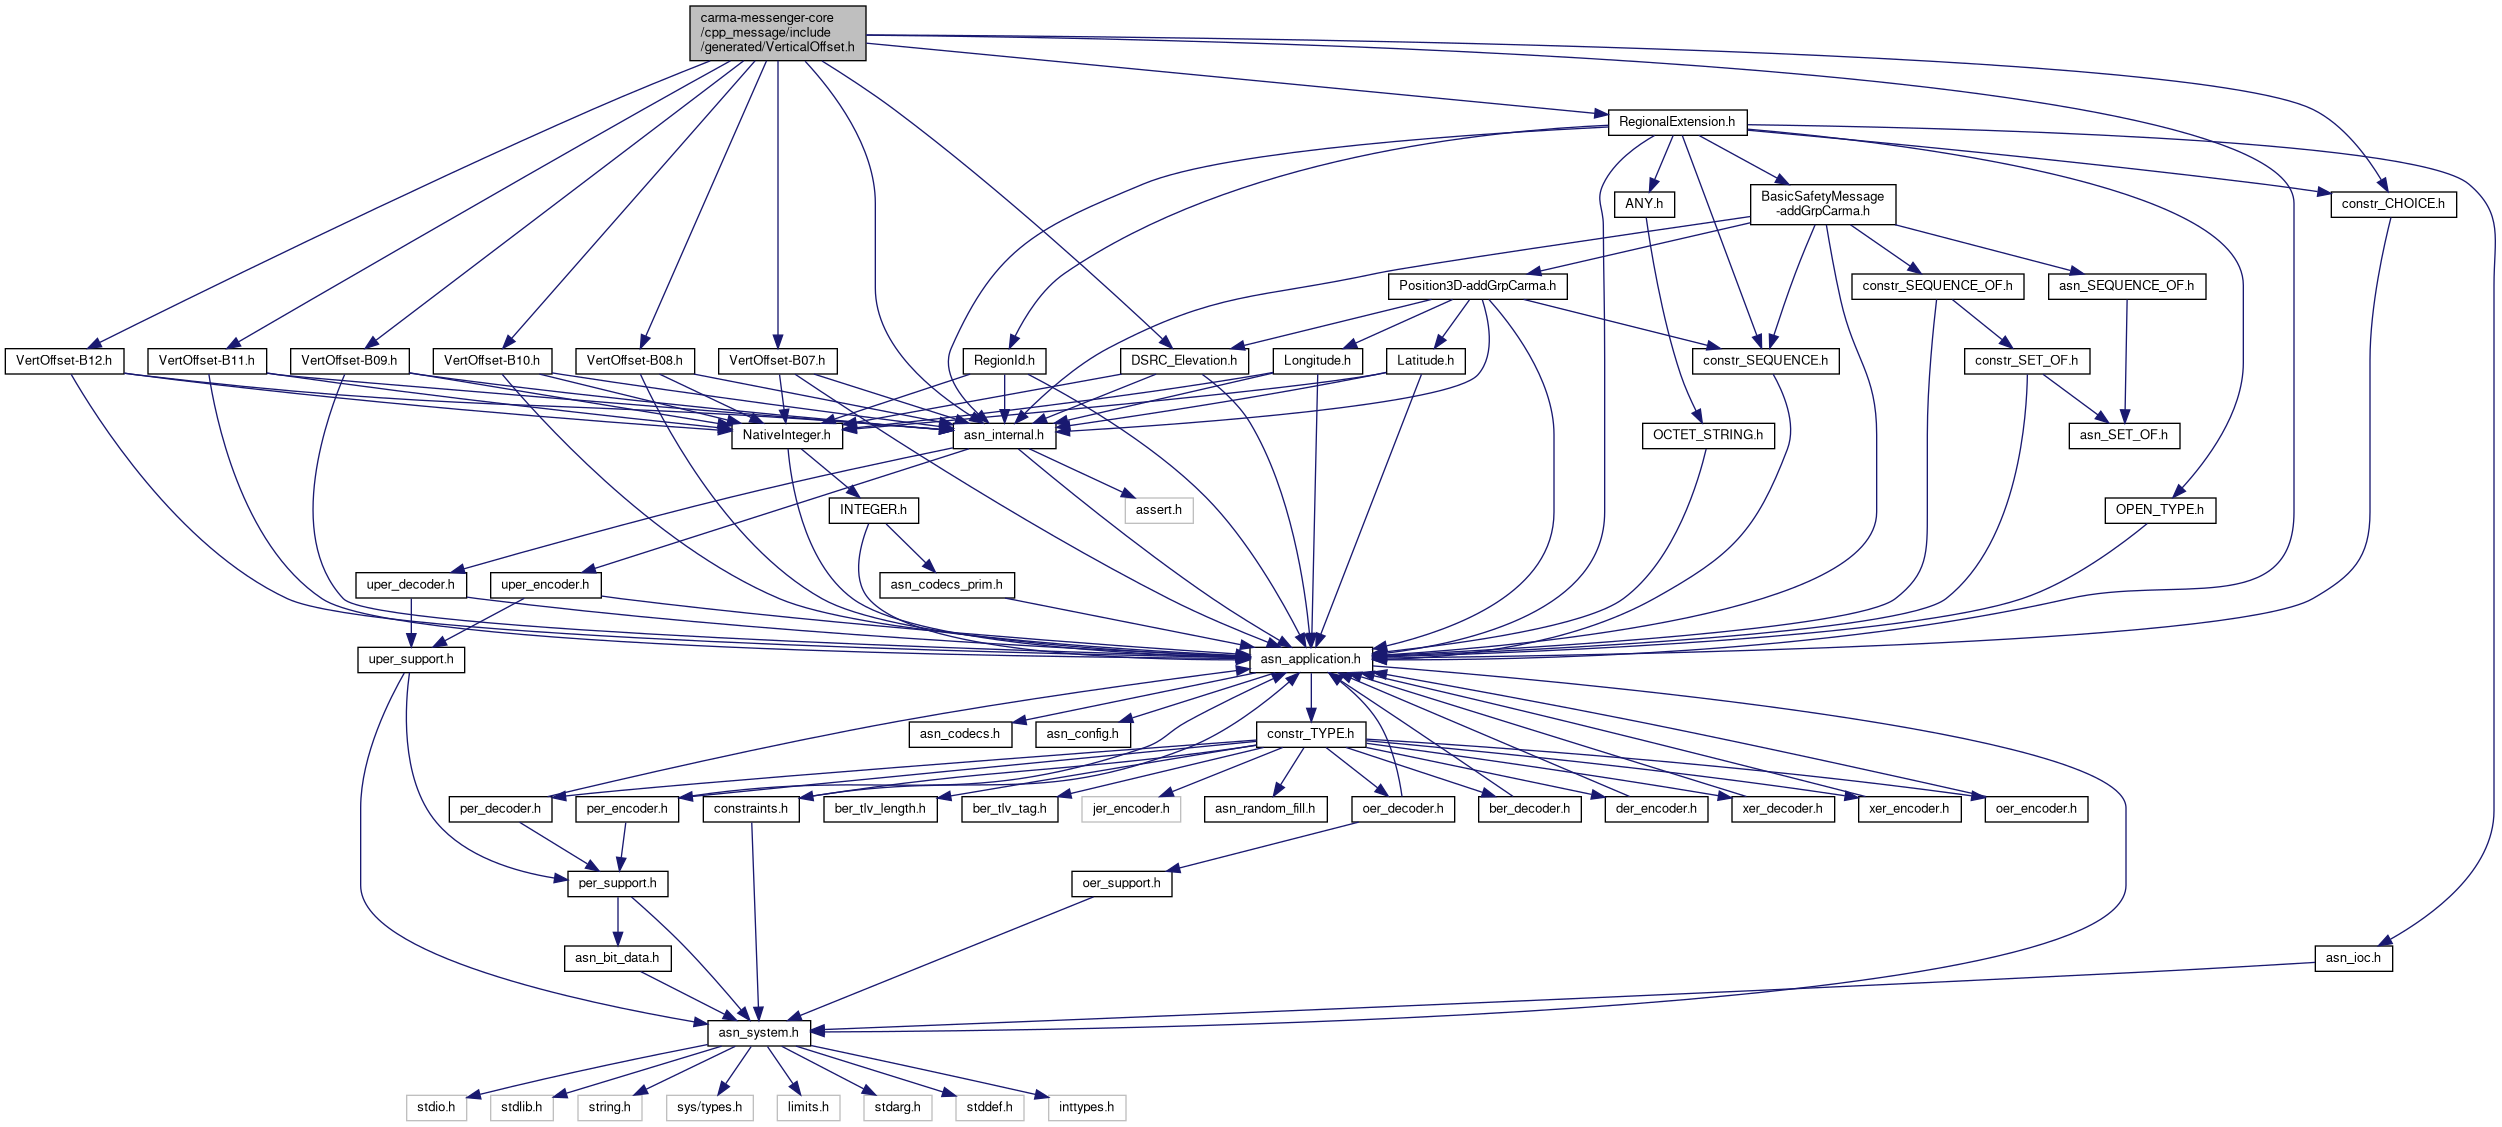 carma-messenger-core
/cpp_message/include
/generated/VerticalOffset.h
RegionalExtension.h
ANY.h
BasicSafetyMessage
-addGrpCarma.h
constr_CHOICE.h
Position3D-addGrpCarma.h
constr_SEQUENCE_OF.h
asn_SEQUENCE_OF.h
VertOffset-B12.h
VertOffset-B11.h
VertOffset-B09.h
VertOffset-B10.h
VertOffset-B08.h
VertOffset-B07.h
RegionId.h
DSRC_Elevation.h
Longitude.h
Latitude.h
constr_SEQUENCE.h
constr_SET_OF.h
NativeInteger.h
asn_internal.h
OCTET_STRING.h
asn_SET_OF.h
INTEGER.h
assert.h
OPEN_TYPE.h
uper_decoder.h
uper_encoder.h
asn_codecs_prim.h
uper_support.h
asn_application.h
asn_codecs.h
asn_config.h
constr_TYPE.h
per_decoder.h
per_encoder.h
constraints.h
ber_tlv_length.h
ber_tlv_tag.h
jer_encoder.h
asn_random_fill.h
oer_decoder.h
ber_decoder.h
der_encoder.h
xer_decoder.h
xer_encoder.h
oer_encoder.h
per_support.h
oer_support.h
asn_bit_data.h
asn_ioc.h
asn_system.h
stdio.h
stdlib.h
string.h
sys/types.h
limits.h
stdarg.h
stddef.h
inttypes.h